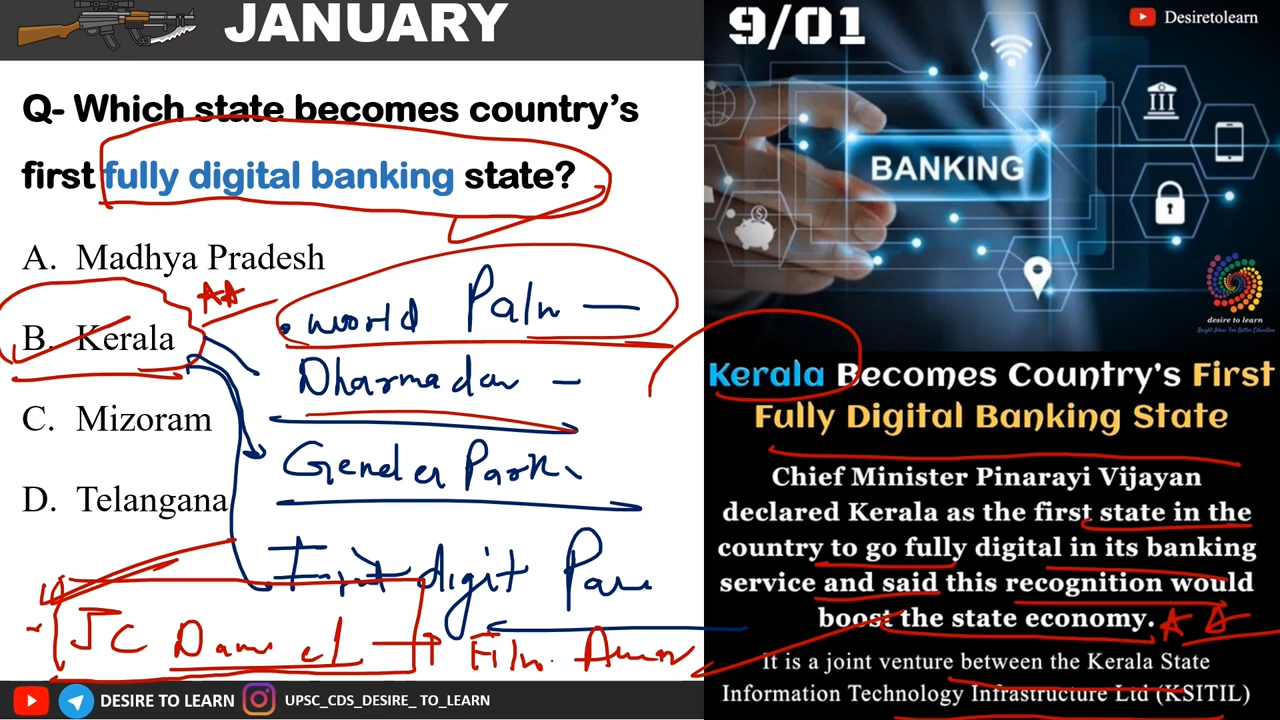 JANUARY
Q- Which state becomes country's
first fully digital banking state?
A. Madhya Pradesh
B. Kerala
C. Mizoram
D. Telangana
world Palm
Dharmadam
Gender Park
digit
JC Daniel → Film
DESIRE TO LEARN
UPSC_CDS_DESIRE_ TO_LEARN
9/01
Desiretolearn
BANKING
desire to learn
Kerala Becomes Country's First
Fully Digital Banking State
Chief Minister Pinarayi Vijayan
declared Kerala as the first state in the
country to go fully digital in its banking
service and said this recognition would
boost the state economy.
It is a joint venture between the Kerala State
Information Technology Infrastructure Ltd (KSITIL)